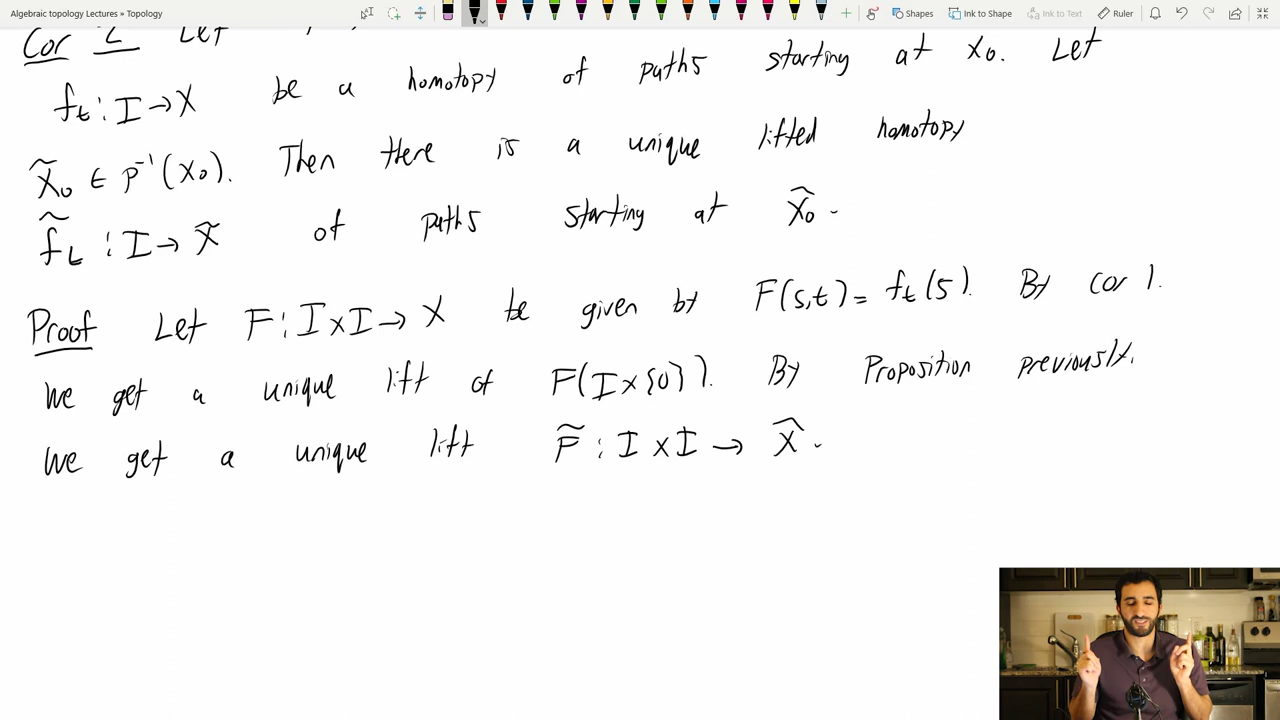 Algebraic topology Lectures » Topology
Shapes Ink to Shape Ink to Text Ruler
Cor 2 Let
f_t : I → X be a homotopy of paths starting at x₀. Let
x̃₀ ∈ p⁻¹(x₀). Then there is a unique lifted homotopy
f̃_t : I → X̃ of paths starting at x̃₀.
Proof Let F : I × I → X be given by F(s,t) = f_t(s). By cor 1.
We get a unique lift of F(I×{0}). By Proposition previously,
We get a unique lift F̃ : I × I → X̃.